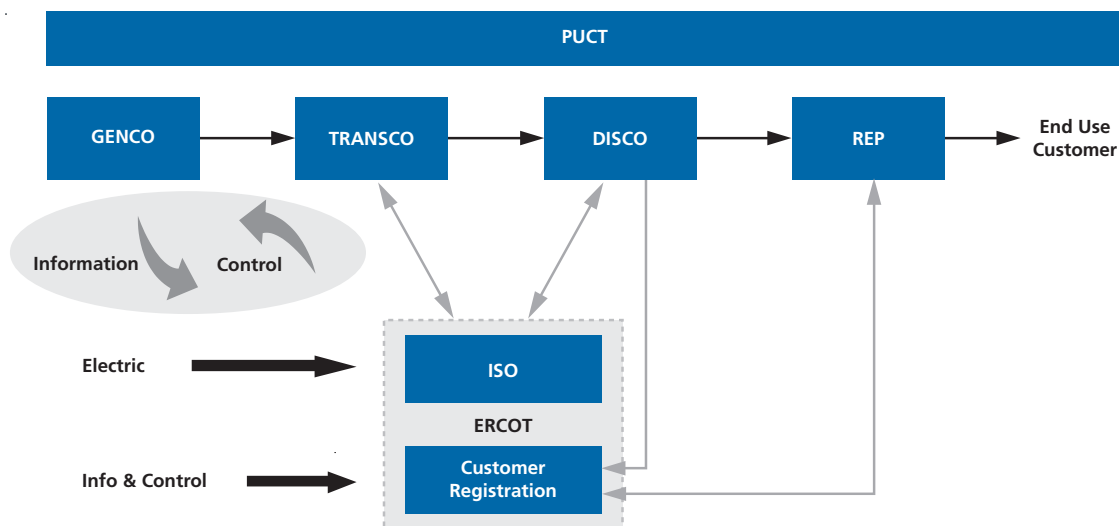 PUCT
GENCO
TRANSCO
DISCO
REP
End Use
Customer
Information
Control
Electric
ISO
ERCOT
Info & Control
Customer
Registration